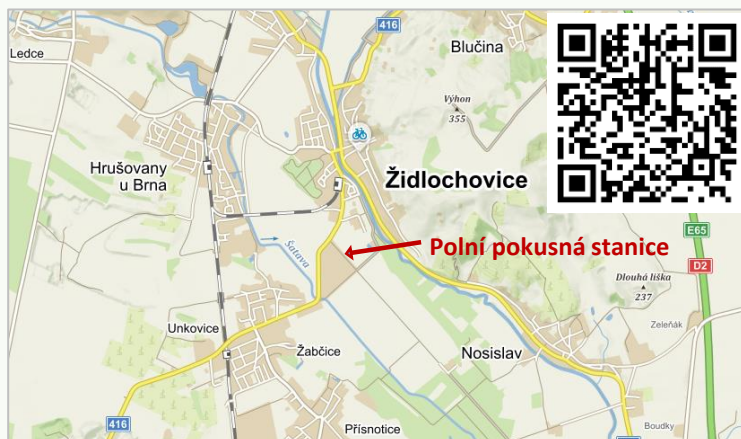 416
Ledce
Blučina
Výhon
355
Hrušovany
u Brna
Židlochovice
E65
Polní pokusná stanice
D2
Šatava
Dlouhá liška
237
Unkovice
Zeleňák
Žabčice
Nosislav
416
Přísnotice
Boudky